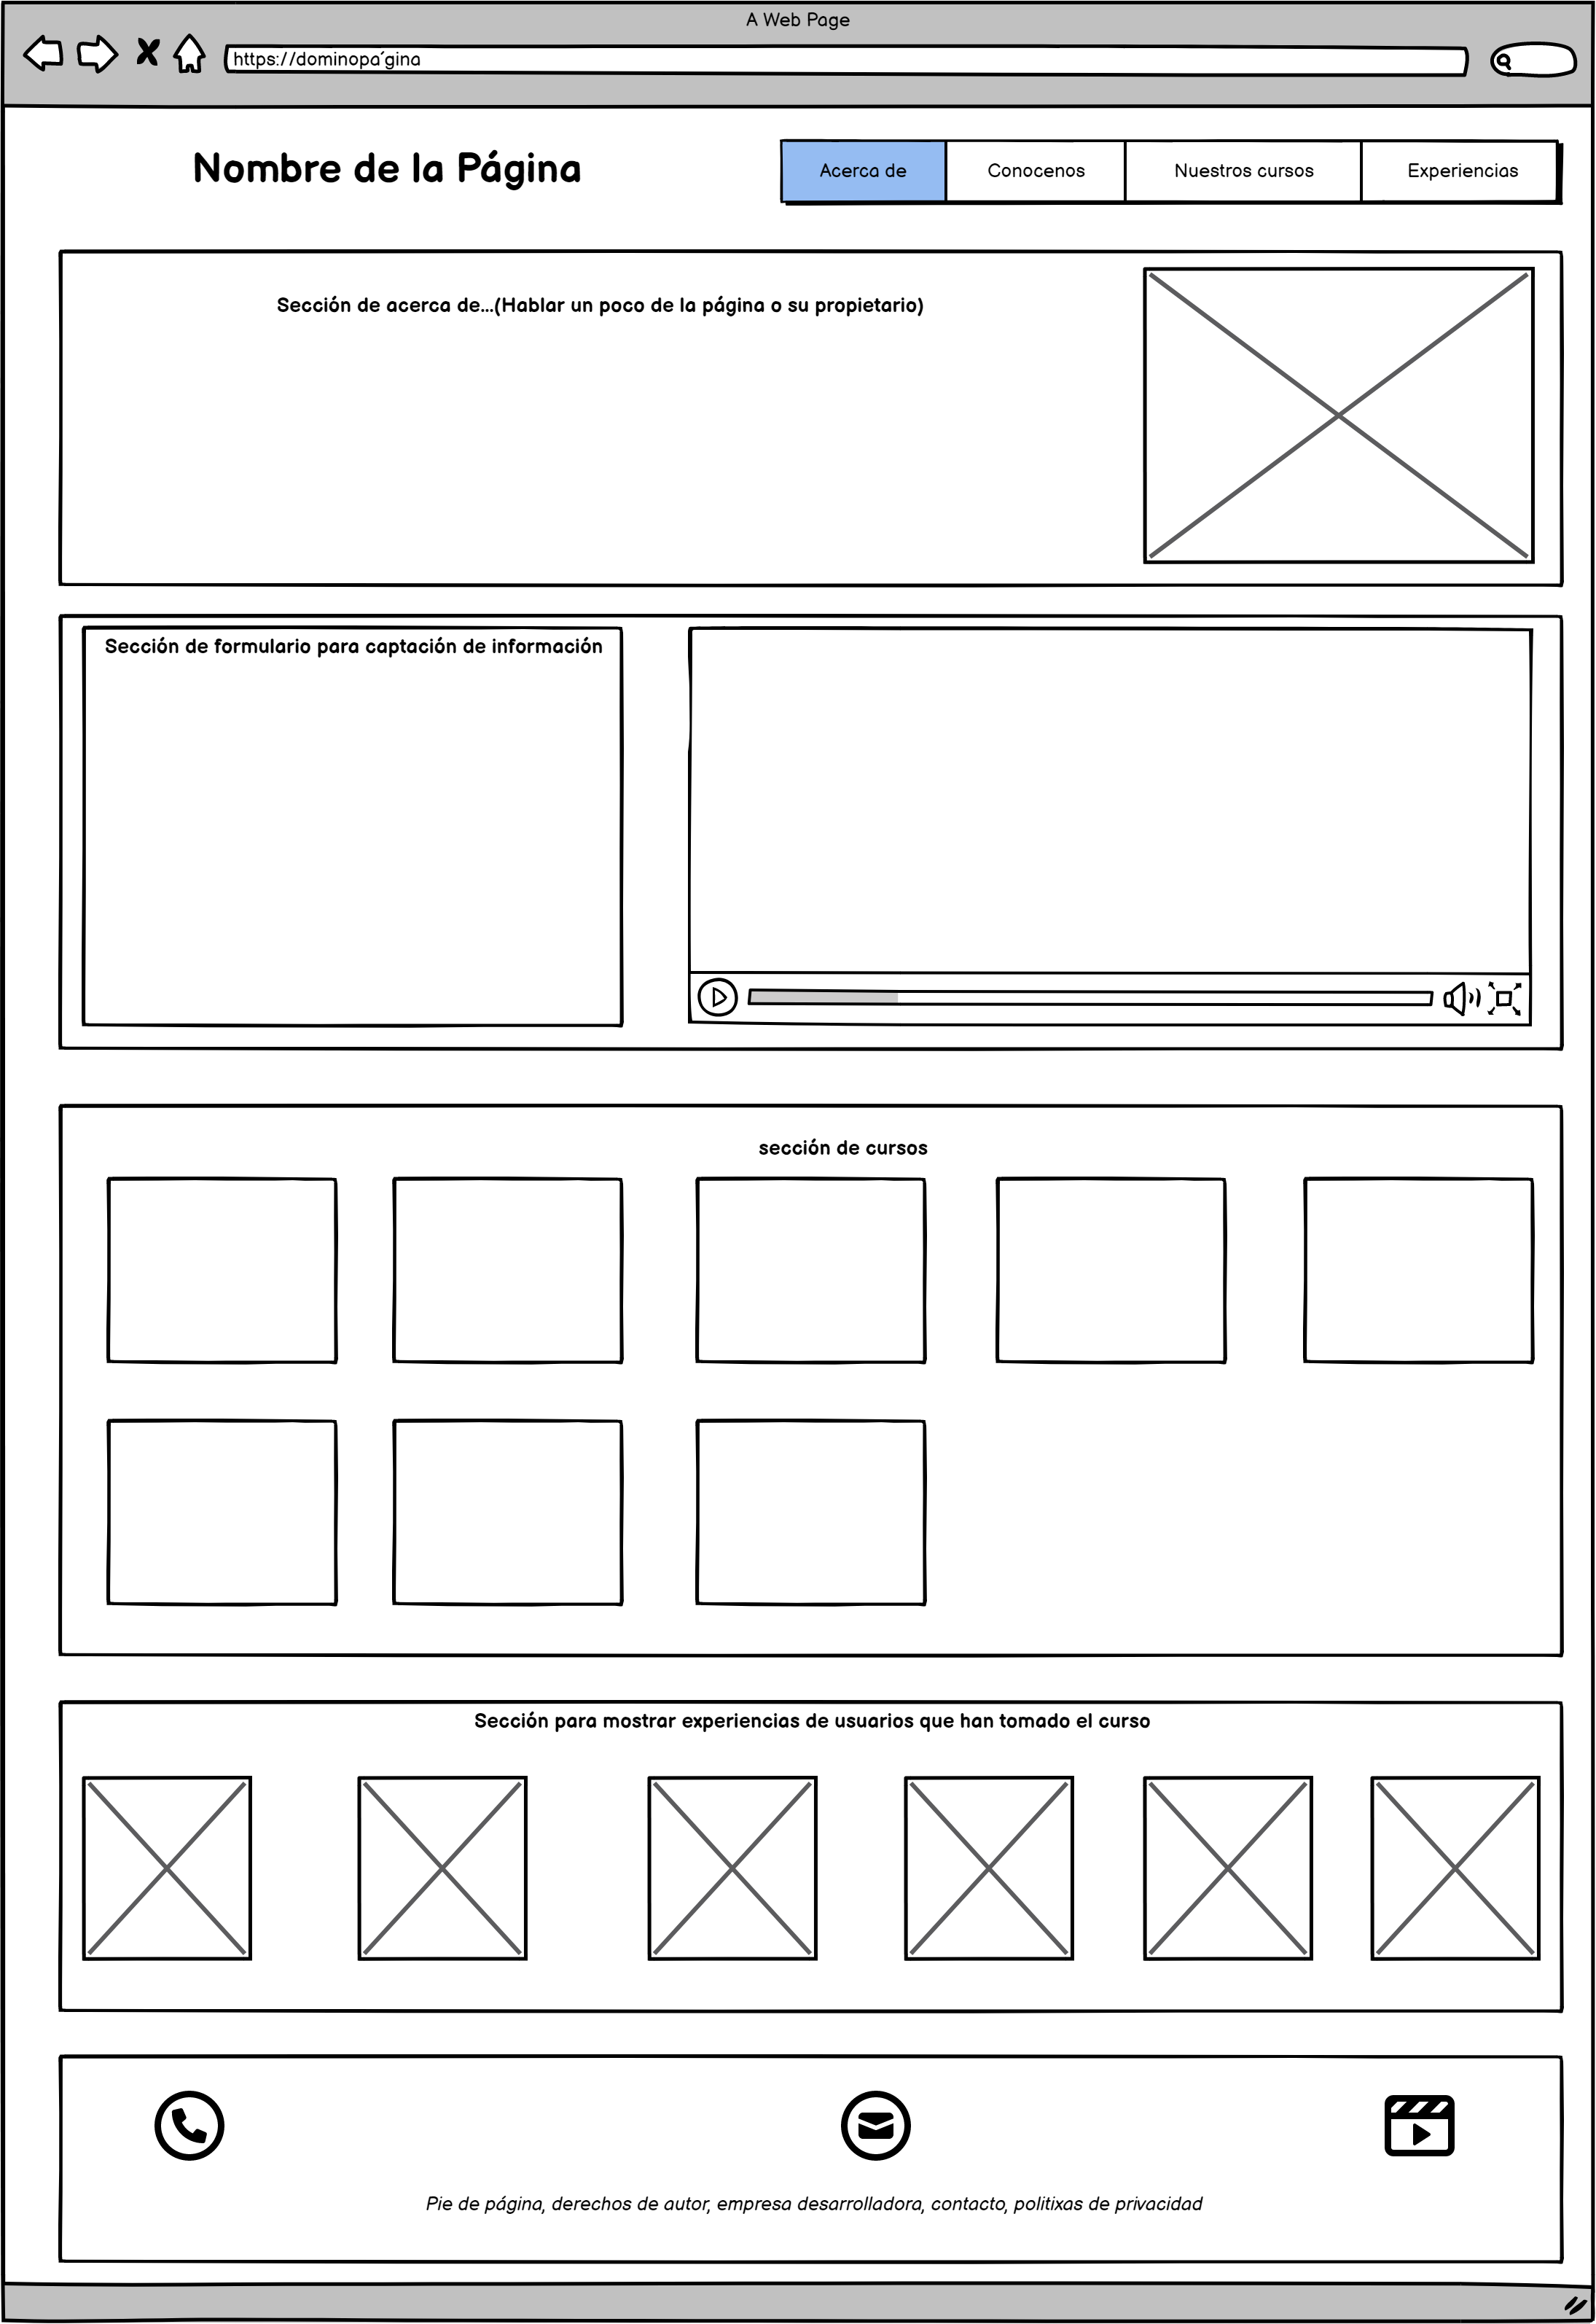 A Web Page
https://dominopa´gina
Nombre de la Página
Acerca de
Conocenos
Nuestros cursos
Experiencias
Sección de acerca de...(Hablar un poco de la página o su propietario)
Sección de formulario para captación de información
sección de cursos
Sección para mostrar experiencias de usuarios que han tomado el curso
Pie de página, derechos de autor, empresa desarrolladora, contacto, politixas de privacidad